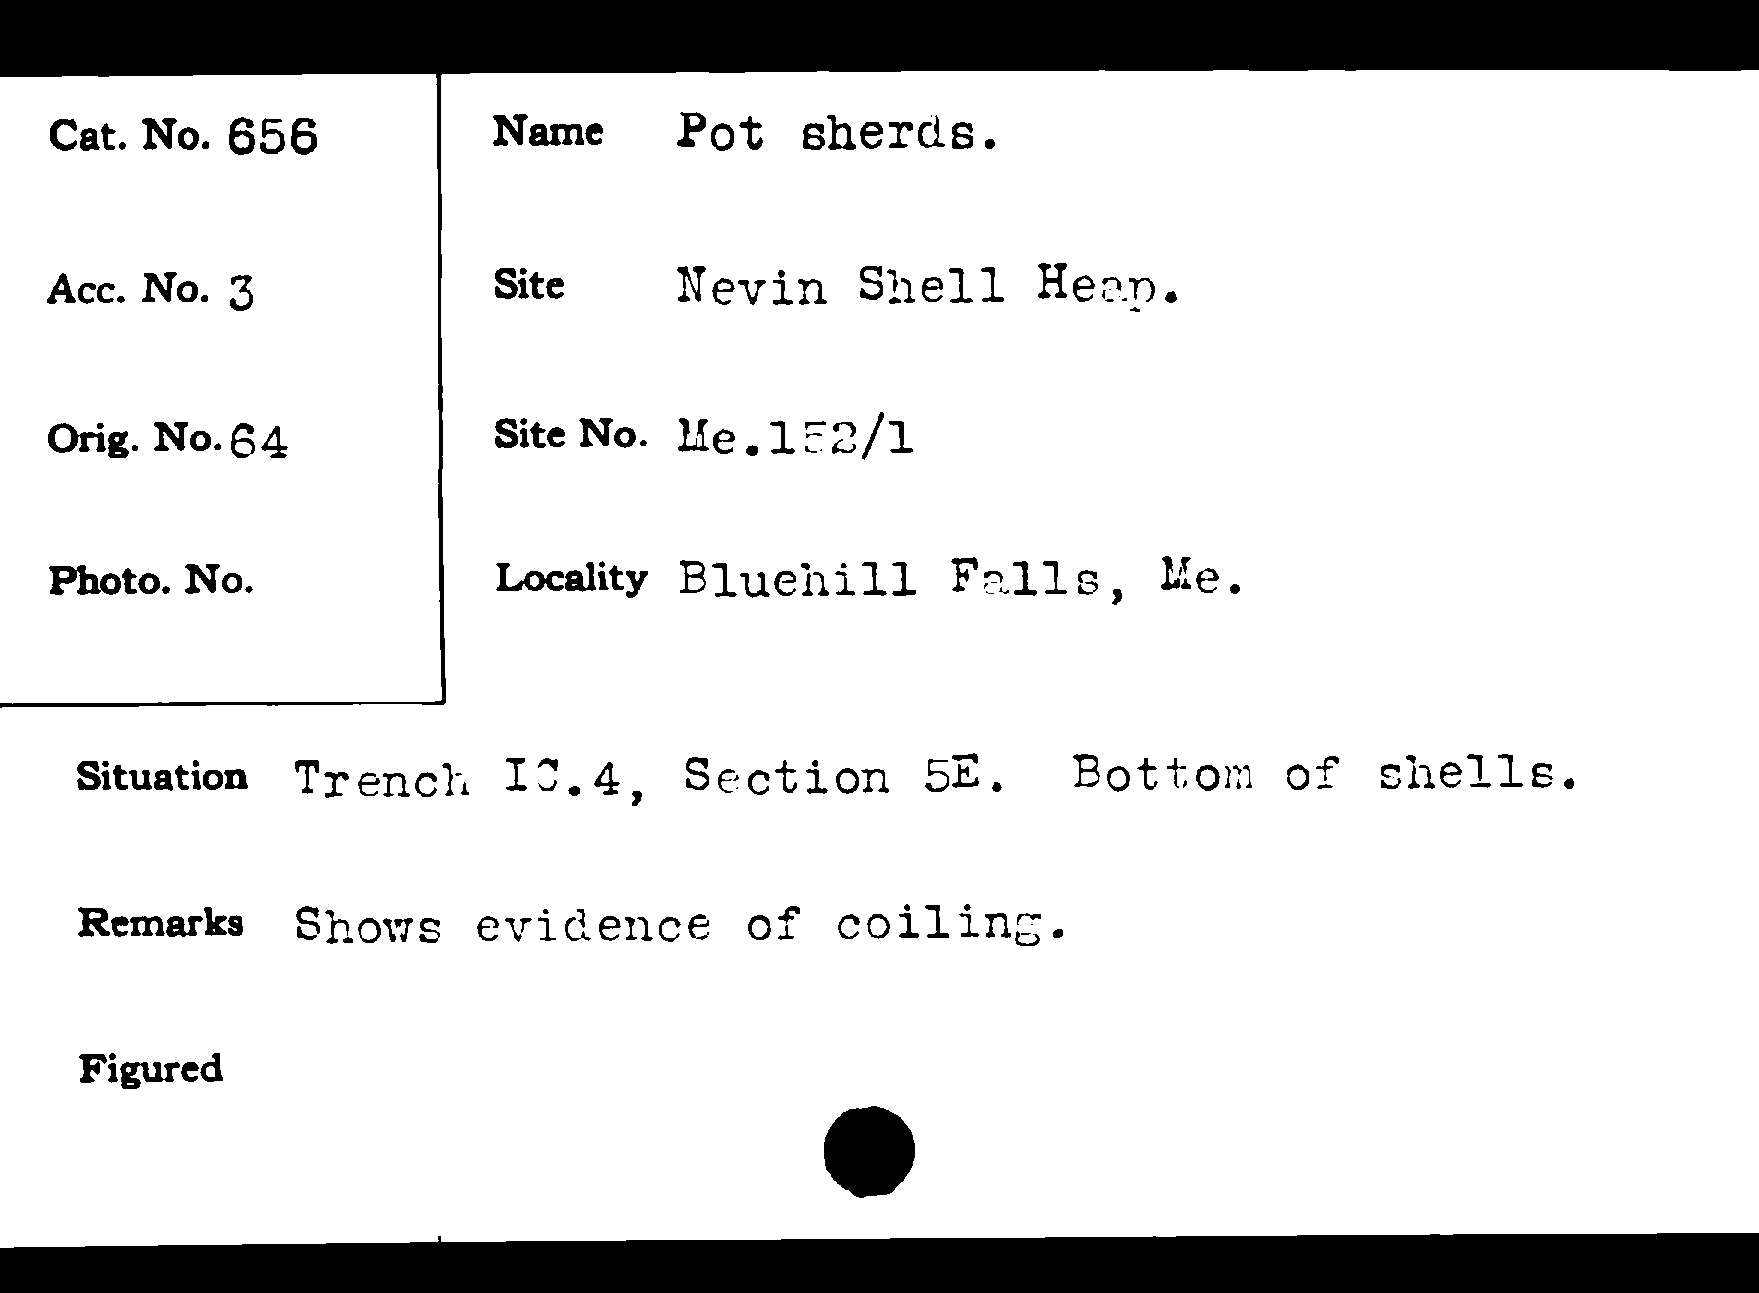 Cat. No. 656
Name Pot sherds.
Acc. No. 3
Site Nevin Shell Heap.
Orig. No. 64
Site No. Me.152/1
Photo. No.
Locality Bluehill Falls, Me.
Situation Trench IC.4, Section 5E. Bottom of shells.
Remarks Shows evidence of coiling.
Figured